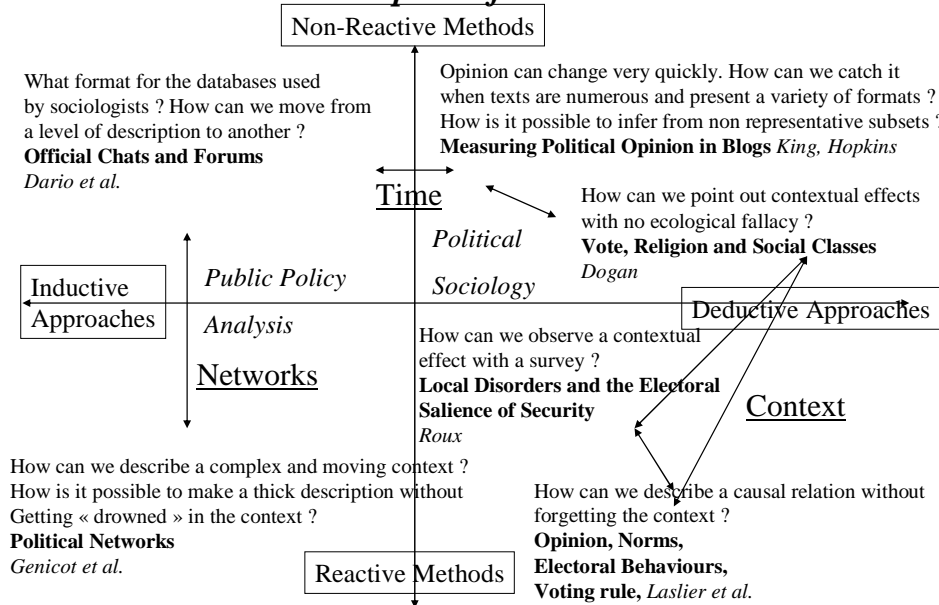 Non-Reactive Methods
What format for the databases used
by sociologists ? How can we move from
a level of description to another ?
Official Chats and Forums
Dario et al.
Opinion can change very quickly. How can we catch it
when texts are numerous and present a variety of formats ?
How is it possible to infer from non representative subsets ?
Measuring Political Opinion in Blogs King, Hopkins
Time
How can we point out contextual effects
with no ecological fallacy ?
Vote, Religion and Social Classes
Dogan
Political
Sociology
Public Policy
Analysis
Inductive
Approaches
Deductive Approaches
Networks
How can we observe a contextual
effect with a survey ?
Local Disorders and the Electoral
Salience of Security
Roux
Context
How can we describe a complex and moving context ?
How is it possible to make a thick description without
Getting « drowned » in the context ?
Political Networks
Genicot et al.
Reactive Methods
How can we describe a causal relation without
forgetting the context ?
Opinion, Norms,
Electoral Behaviours,
Voting rule, Laslier et al.